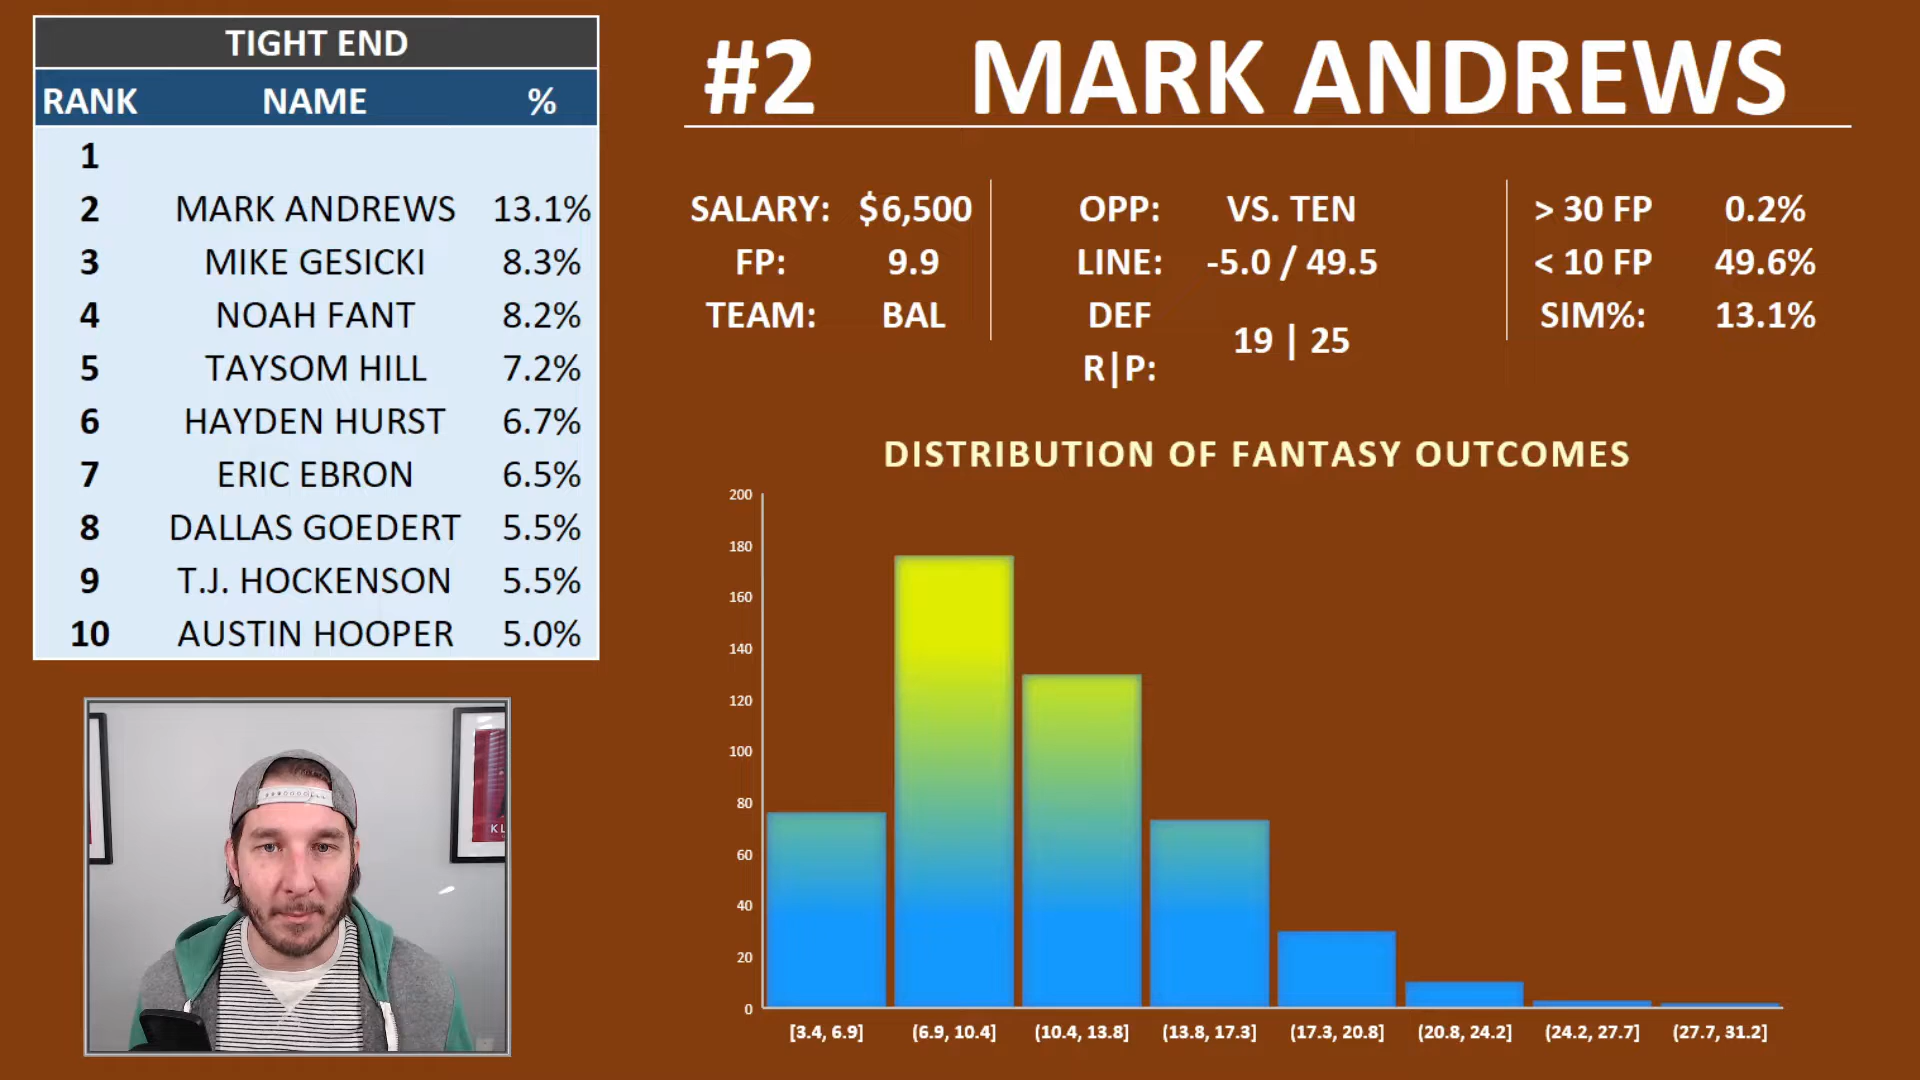 TIGHT END
RANK NAME %
1
2 MARK ANDREWS 13.1%
3 MIKE GESICKI 8.3%
4 NOAH FANT 8.2%
5 TAYSOM HILL 7.2%
6 HAYDEN HURST 6.7%
7 ERIC EBRON 6.5%
8 DALLAS GOEDERT 5.5%
9 T.J. HOCKENSON 5.5%
10 AUSTIN HOOPER 5.0%
#2 MARK ANDREWS
SALARY: $6,500
FP: 9.9
TEAM: BAL
OPP: VS. TEN
LINE: -5.0 / 49.5
DEF
R|P: 19 | 25
> 30 FP 0.2%
< 10 FP 49.6%
SIM%: 13.1%
DISTRIBUTION OF FANTASY OUTCOMES
200
180
160
140
120
100
80
60
40
20
0
[3.4, 6.9] (6.9, 10.4] (10.4, 13.8] (13.8, 17.3] (17.3, 20.8] (20.8, 24.2] (24.2, 27.7] (27.7, 31.2]